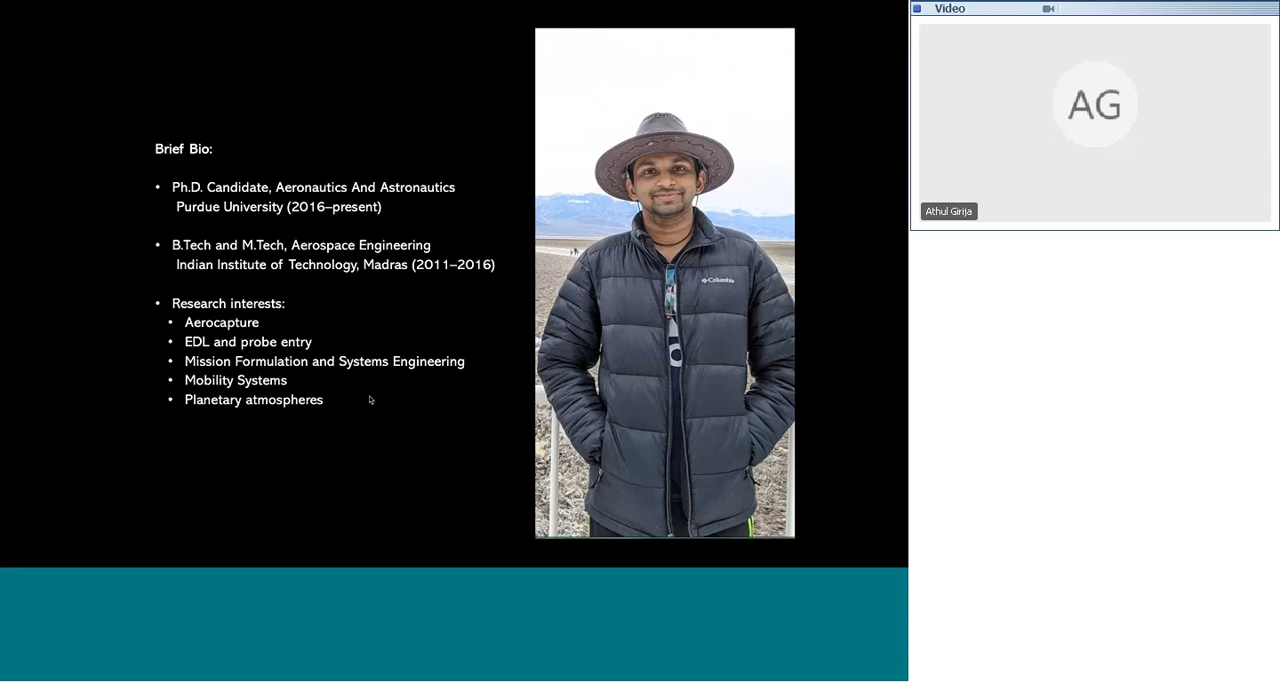 Brief Bio:
• Ph.D. Candidate, Aeronautics And Astronautics
Purdue University (2016–present)
• B.Tech and M.Tech, Aerospace Engineering
Indian Institute of Technology, Madras (2011–2016)
• Research interests:
• Aerocapture
• EDL and probe entry
• Mission Formulation and Systems Engineering
• Mobility Systems
• Planetary atmospheres
Columbia
Video
AG
Athul Girija